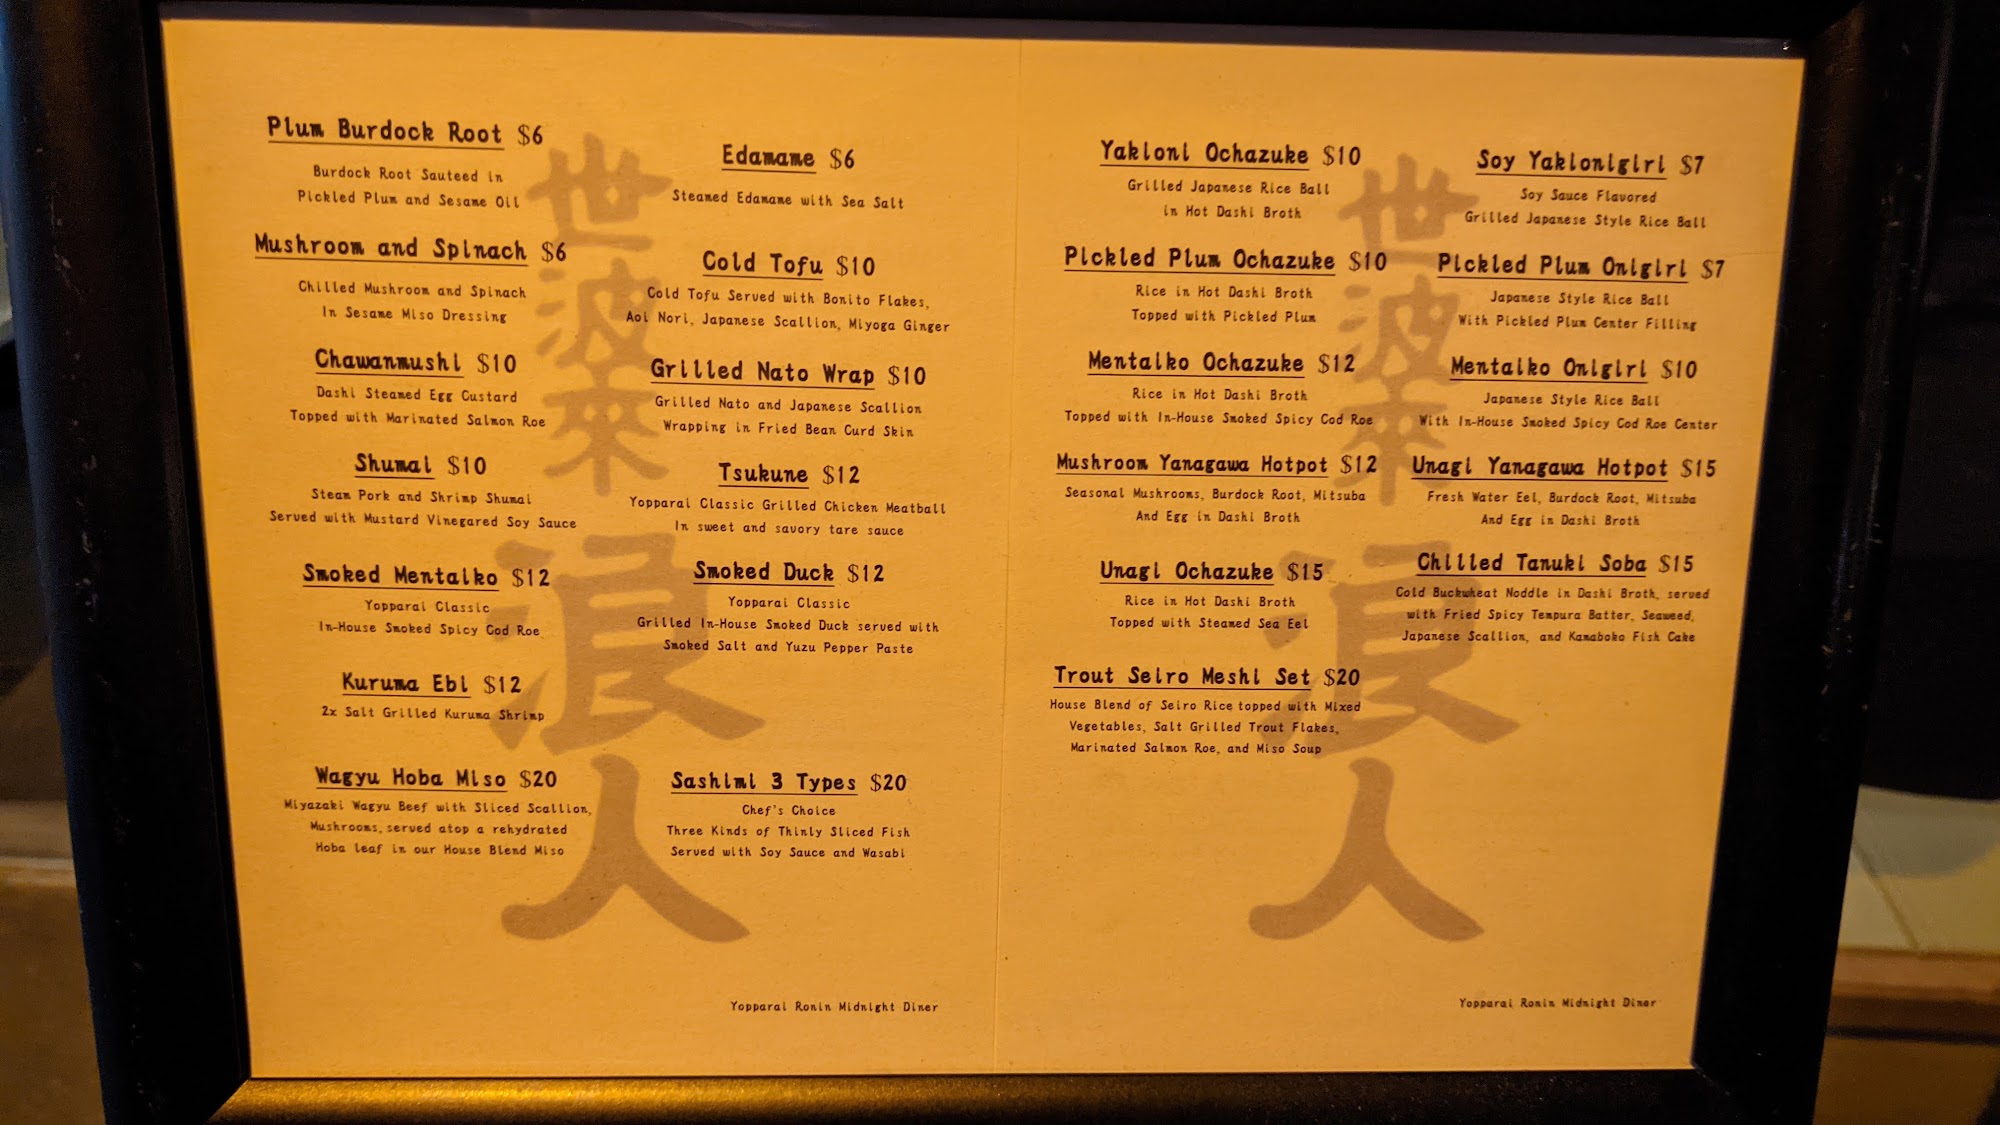 Plum Burdock Root $6
Burdock Root Sauteed in
Pickled Plum and Sesame Oil
Mushroom and Spinach $6
Chilled Mushroom and Spinach
In Sesame Miso Dressing
Chawanmushi $10
Dashi Steamed Egg Custard
Topped with Marinated Salmon Roe
Shumai $10
Steam Pork and Shrimp Shumai
Served with Mustard Vinegared Soy Sauce
Smoked Mentaiko $12
Yopparai Classic
In-House Smoked Spicy Cod Roe
Kuruma Ebi $12
2x Salt Grilled Kuruma Shrimp
Wagyu Hoba Miso $20
Miyazaki Wagyu Beef with Sliced Scallion,
Mushrooms, served atop a rehydrated
Hoba leaf in our House Blend Miso
Edamame $6
Steamed Edamame with Sea Salt
Cold Tofu $10
Cold Tofu Served with Bonito Flakes,
Aoi Nori, Japanese Scallion, Miyoga Ginger
Grilled Nato Wrap $10
Grilled Nato and Japanese Scallion
Wrapping in Fried Bean Curd Skin
Tsukune $12
Yopparai Classic Grilled Chicken Meatball
In sweet and savory tare sauce
Smoked Duck $12
Yopparai Classic
Grilled In-House Smoked Duck served with
Smoked Salt and Yuzu Pepper Paste
Sashimi 3 Types $20
Chef's Choice
Three Kinds of Thinly Sliced Fish
Served with Soy Sauce and Wasabi
世波来浪人
Yopparai Ronin Midnight Diner
Yakioni Ochazuke $10
Grilled Japanese Rice Ball
in Hot Dashi Broth
Pickled Plum Ochazuke $10
Rice in Hot Dashi Broth
Topped with Pickled Plum
Mentaiko Ochazuke $12
Rice in Hot Dashi Broth
Topped with In-House Smoked Spicy Cod Roe
Mushroom Yanagawa Hotpot $12
Seasonal Mushrooms, Burdock Root, Mitsuba
And Egg in Dashi Broth
Unagi Ochazuke $15
Rice in Hot Dashi Broth
Topped with Steamed Sea Eel
Trout Seiro Meshi Set $20
House Blend of Seiro Rice topped with Mixed
Vegetables, Salt Grilled Trout Flakes,
Marinated Salmon Roe, and Miso Soup
Soy Yakionigiri $7
Soy Sauce Flavored
Grilled Japanese Style Rice Ball
Pickled Plum Onigiri $7
Japanese Style Rice Ball
With Pickled Plum Center Filling
Mentaiko Onigiri $10
Japanese Style Rice Ball
With In-House Smoked Spicy Cod Roe Center
Unagi Yanagawa Hotpot $15
Fresh Water Eel, Burdock Root, Mitsuba
And Egg in Dashi Broth
Chilled Tanuki Soba $15
Cold Buckwheat Noddle in Dashi Broth, served
with Fried Spicy Tempura Batter, Seaweed,
Japanese Scallion, and Kamaboko Fish Cake
世波来浪人
Yopparai Ronin Midnight Diner